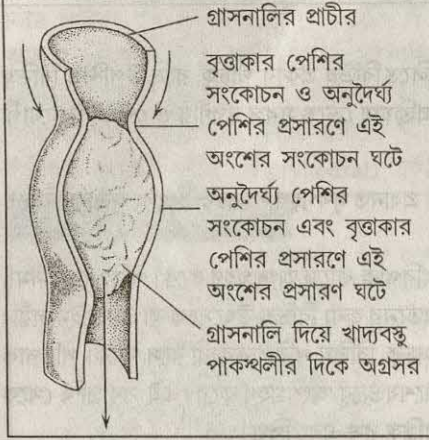 গ্রাসনালির প্রাচীর
বৃত্তাকার পেশির
সংকোচন ও অনুদৈর্ঘ্য
পেশির প্রসারণে এই
অংশের সংকোচন ঘটে
অনুদৈর্ঘ্য পেশির
সংকোচন এবং বৃত্তাকার
পেশির প্রসারণে এই
অংশের প্রসারণ ঘটে
গ্রাসনালি দিয়ে খাদ্যবস্তু
পাকস্থলীর দিকে অগ্রসর